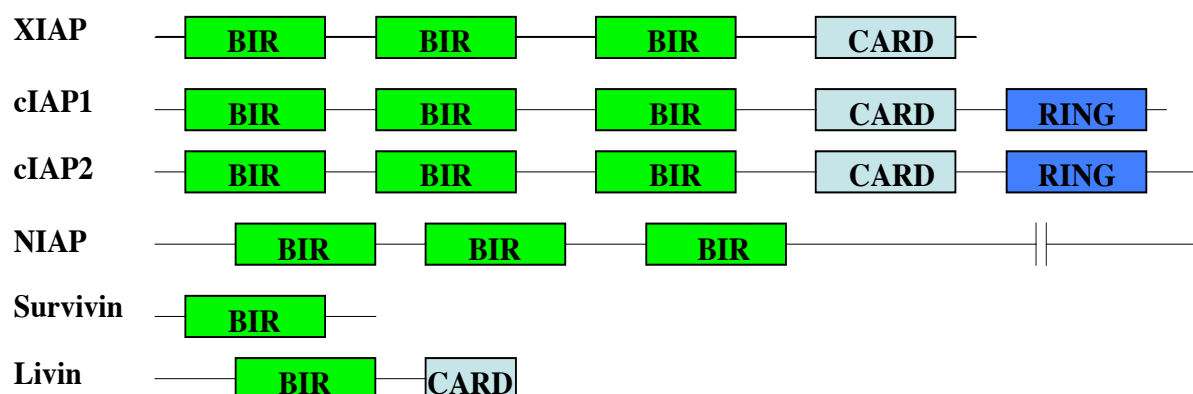 XIAP BIR BIR BIR CARD
cIAP1 BIR BIR BIR CARD RING
cIAP2 BIR BIR BIR CARD RING
NIAP BIR BIR BIR
Survivin BIR
Livin BIR CARD